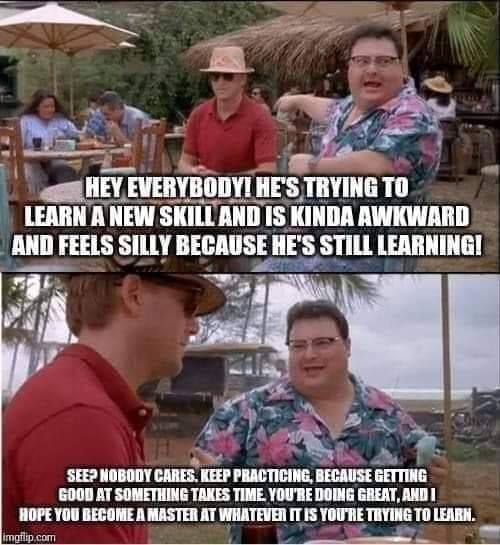 HEY EVERYBODY! HE'S TRYING TO
LEARN A NEW SKILL AND IS KINDA AWKWARD
AND FEELS SILLY BECAUSE HE'S STILL LEARNING!
SEE? NOBODY CARES. KEEP PRACTICING, BECAUSE GETTING
GOOD AT SOMETHING TAKES TIME. YOU'RE DOING GREAT, AND I
HOPE YOU BECOME A MASTER AT WHATEVER IT IS YOU'RE TRYING TO LEARN.
imgflip.com